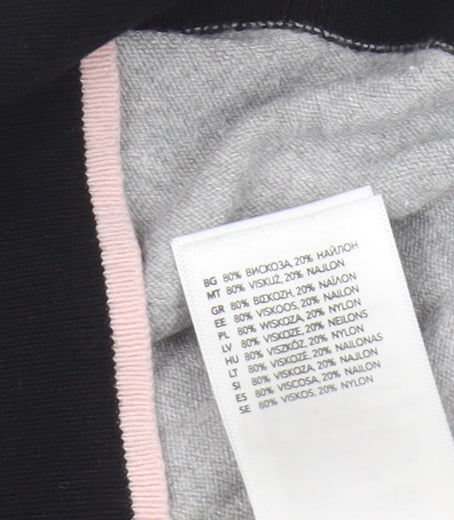 BG 80% ВИСКОЗА, 20% НАЙЛОН
MT 80% VISKUŻ, 20% NAJLON
GR 80% ΒΙΣΚΟΖΗ, 20% ΝΑΪΛΟΝ
EE 80% VISKOOS, 20% NAILON
PL 80% WISKOZA, 20% NYLON
LV 80% VISKOZE, 20% NEILONS
HU 80% VISZKÓZ, 20% NYLON
LT 80% VISKOZĖ, 20% NAILONAS
SI 80% VISKOZA, 20% NAJLON
ES 80% VISCOSA, 20% NAILON
SE 80% VISKOS, 20% NYLON